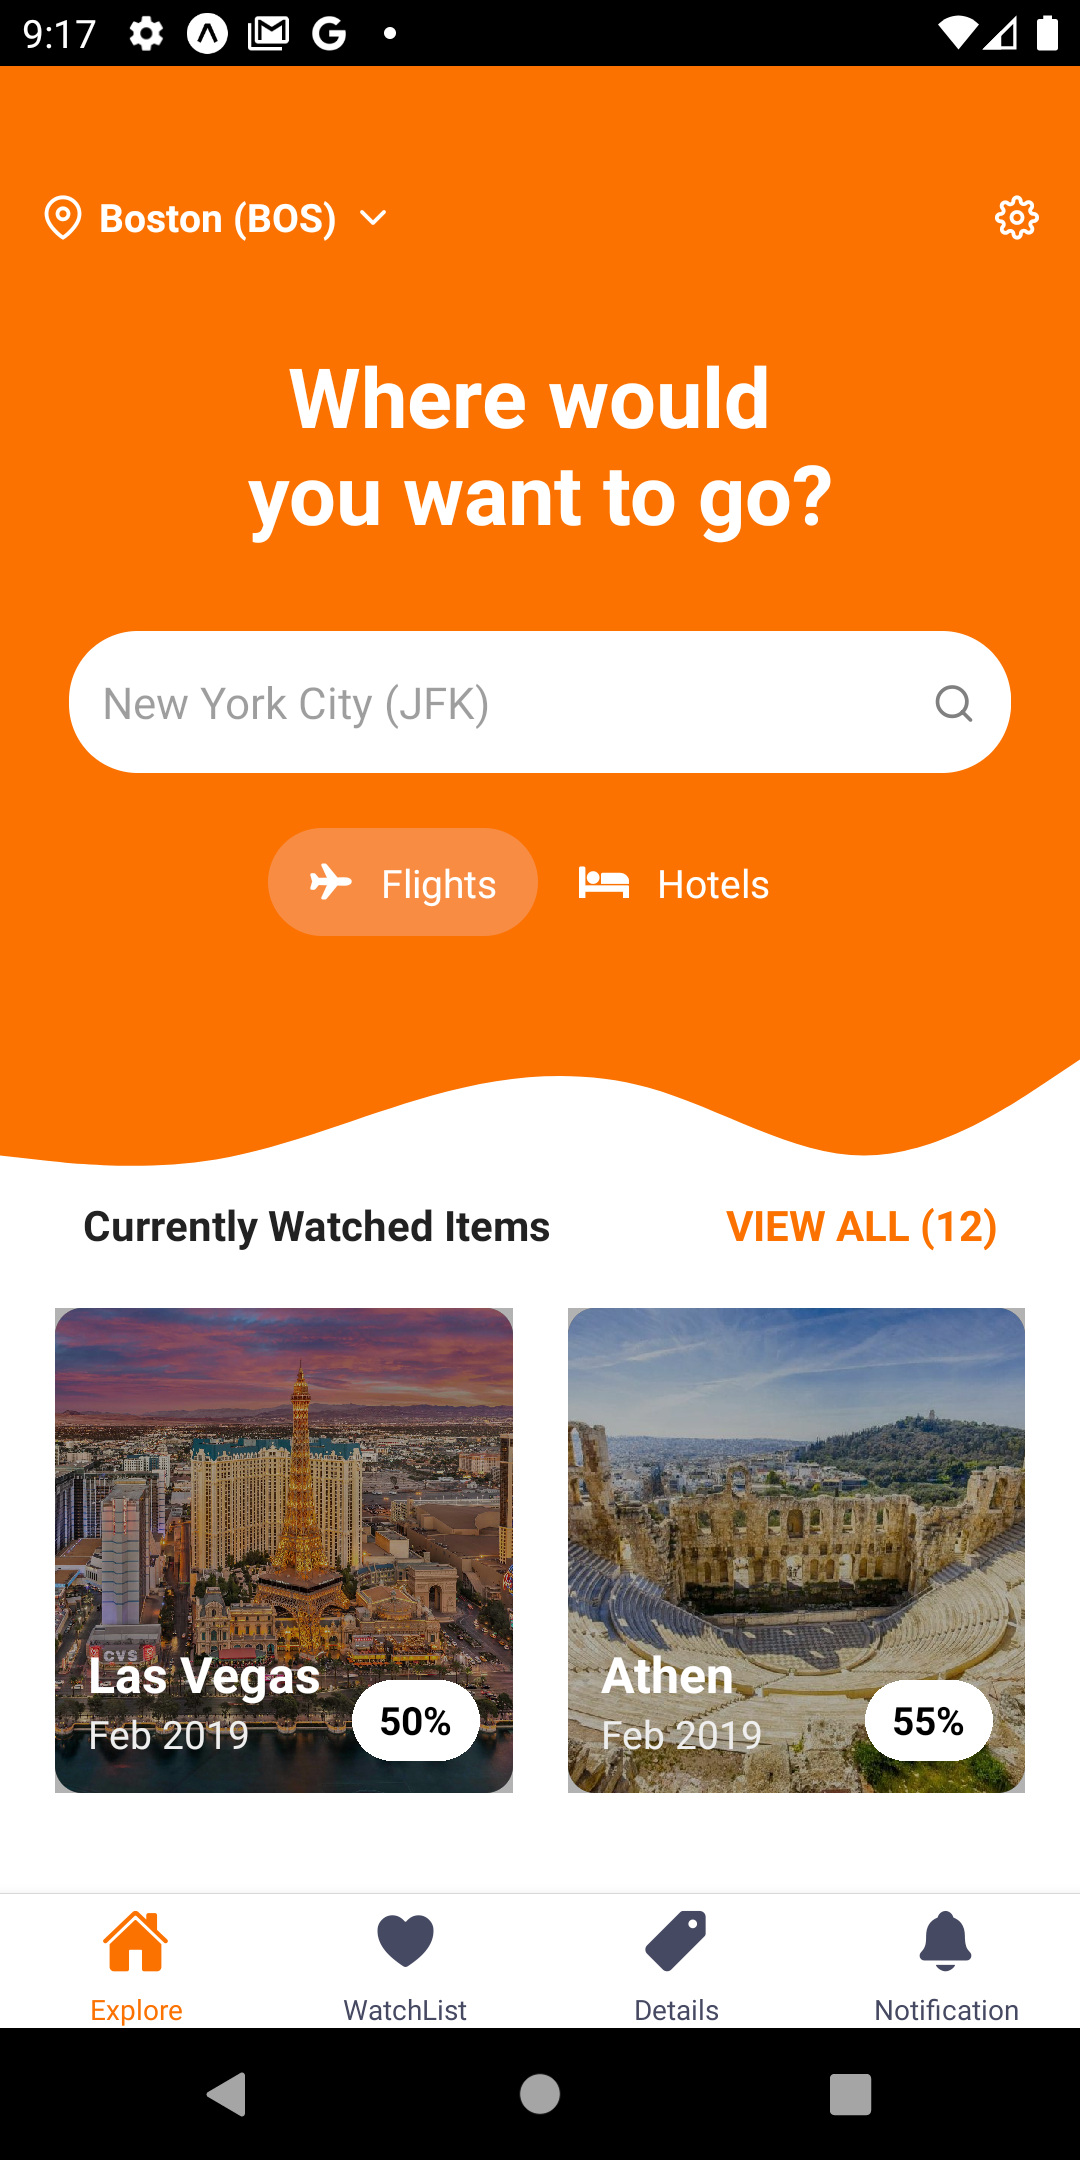 9:17
Boston (BOS)
Where would
you want to go?
New York City (JFK)
Flights
Hotels
Currently Watched Items
VIEW ALL (12)
CVS
Las Vegas
Feb 2019
50%
Athen
Feb 2019
55%
Explore
WatchList
Details
Notification